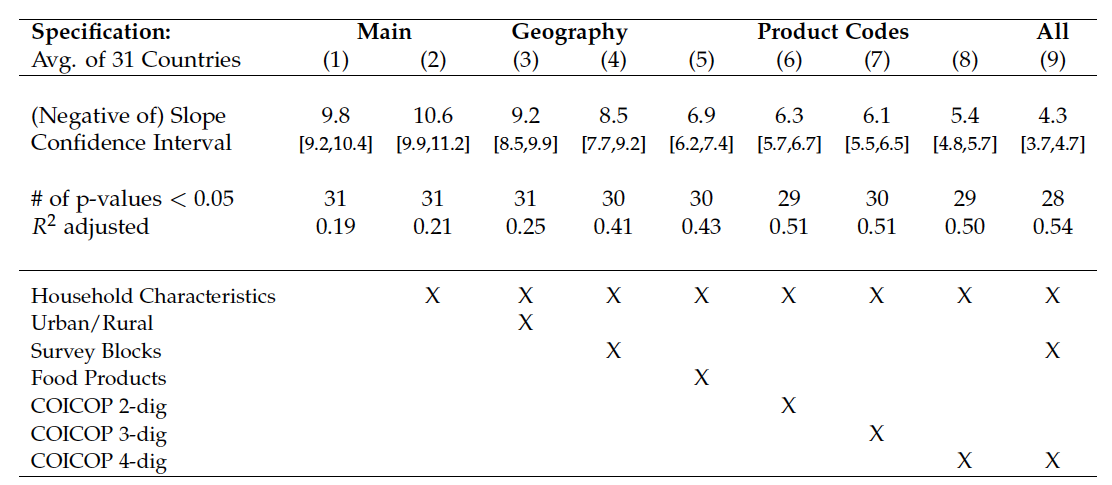 Specification: Main Geography Product Codes All
Avg. of 31 Countries (1) (2) (3) (4) (5) (6) (7) (8) (9)
(Negative of) Slope 9.8 10.6 9.2 8.5 6.9 6.3 6.1 5.4 4.3
Confidence Interval [9.2,10.4] [9.9,11.2] [8.5,9.9] [7.7,9.2] [6.2,7.4] [5.7,6.7] [5.5,6.5] [4.8,5.7] [3.7,4.7]
# of p-values < 0.05 31 31 31 30 30 29 30 29 28
R² adjusted 0.19 0.21 0.25 0.41 0.43 0.51 0.51 0.50 0.54
Household Characteristics X X X X X X X X
Urban/Rural X
Survey Blocks X X
Food Products X
COICOP 2-dig X
COICOP 3-dig X
COICOP 4-dig X X